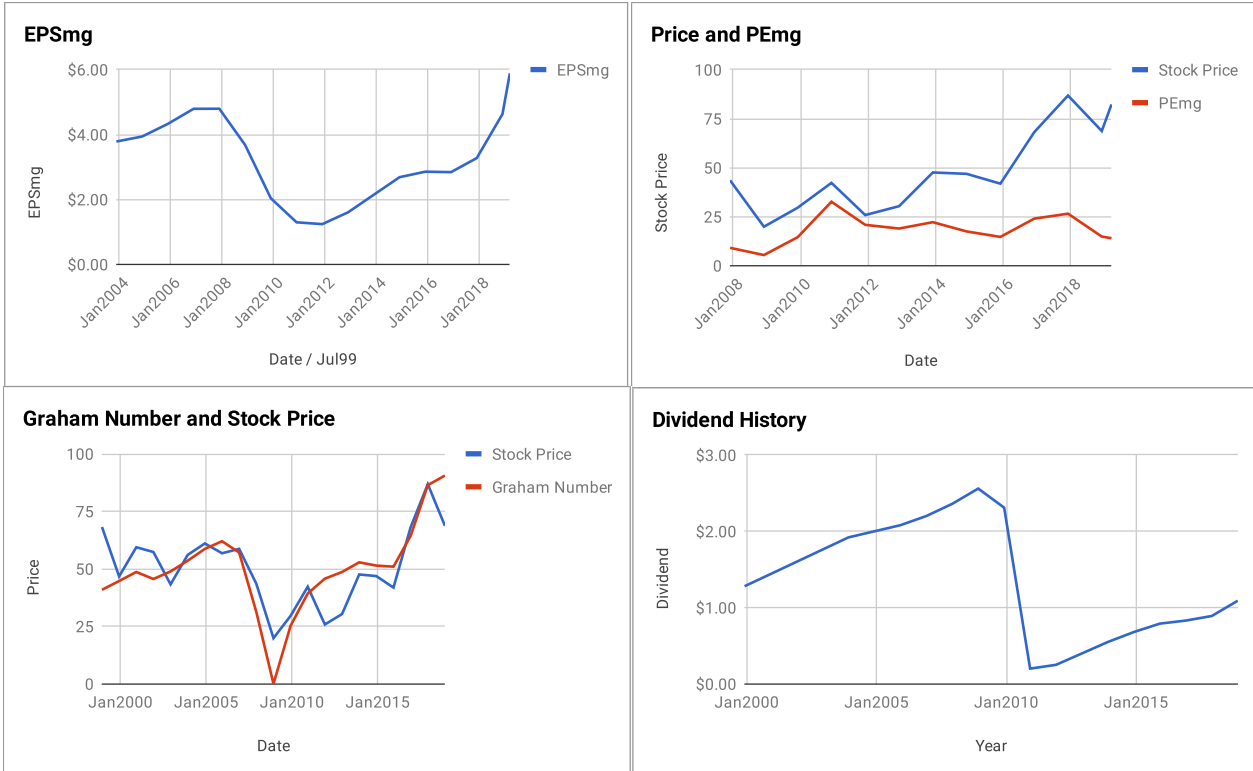 EPSmg
$6.00
$4.00
$2.00
$0.00
EPSmg
Jan2004
Jan2006
Jan2008
Jan2010
Jan2012
Jan2014
Jan2016
Jan2018
Date / Jul99
EPSmg
Price and PEmg
100
75
50
25
0
Stock Price
Jan2008
Jan2010
Jan2012
Jan2014
Jan2016
Jan2018
Date
Stock Price
PEmg
Graham Number and Stock Price
100
75
50
25
0
Price
Jan2000 Jan2005 Jan2010 Jan2015
Date
Stock Price
Graham Number
Dividend History
$3.00
$2.00
$1.00
$0.00
Dividend
Jan2000 Jan2005 Jan2010 Jan2015
Year